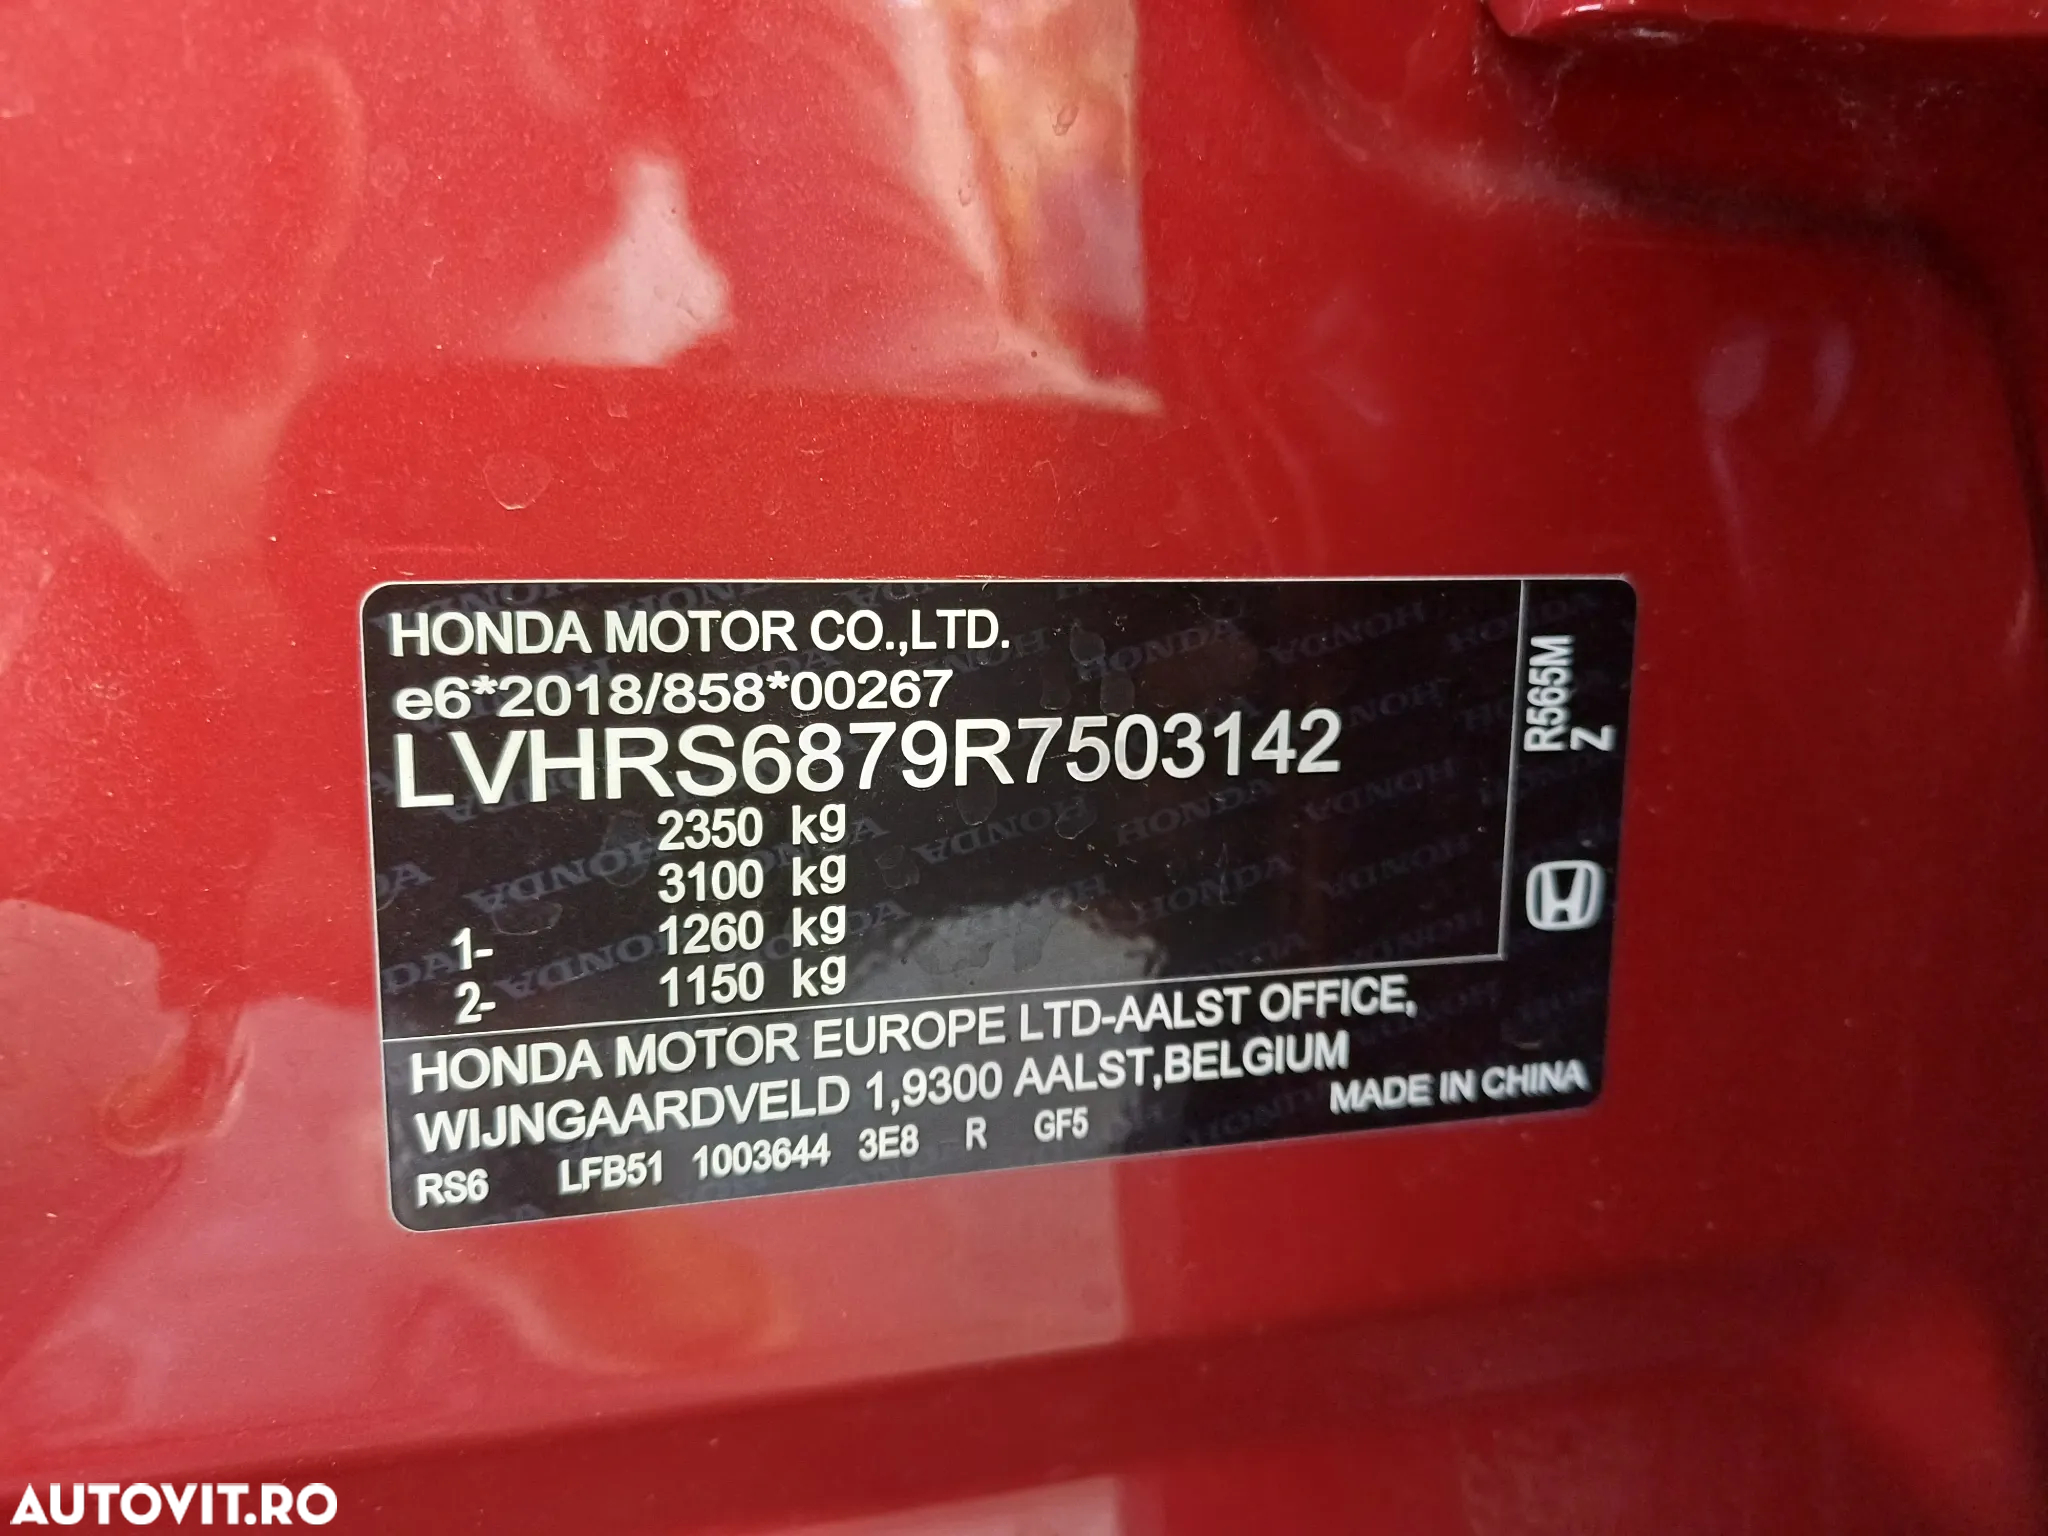 HONDA MOTOR CO.,LTD.
e6*2018/858*00267
LVHRS6879R7503142
2350 kg
3100 kg
1- 1260 kg
2- 1150 kg
R565M
Z
HONDA MOTOR EUROPE LTD-AALST OFFICE,
WIJNGAARDVELD 1,9300 AALST,BELGIUM
MADE IN CHINA
RS6 LFB51 1003644 3E8 R GF5
AUTOVIT.RO